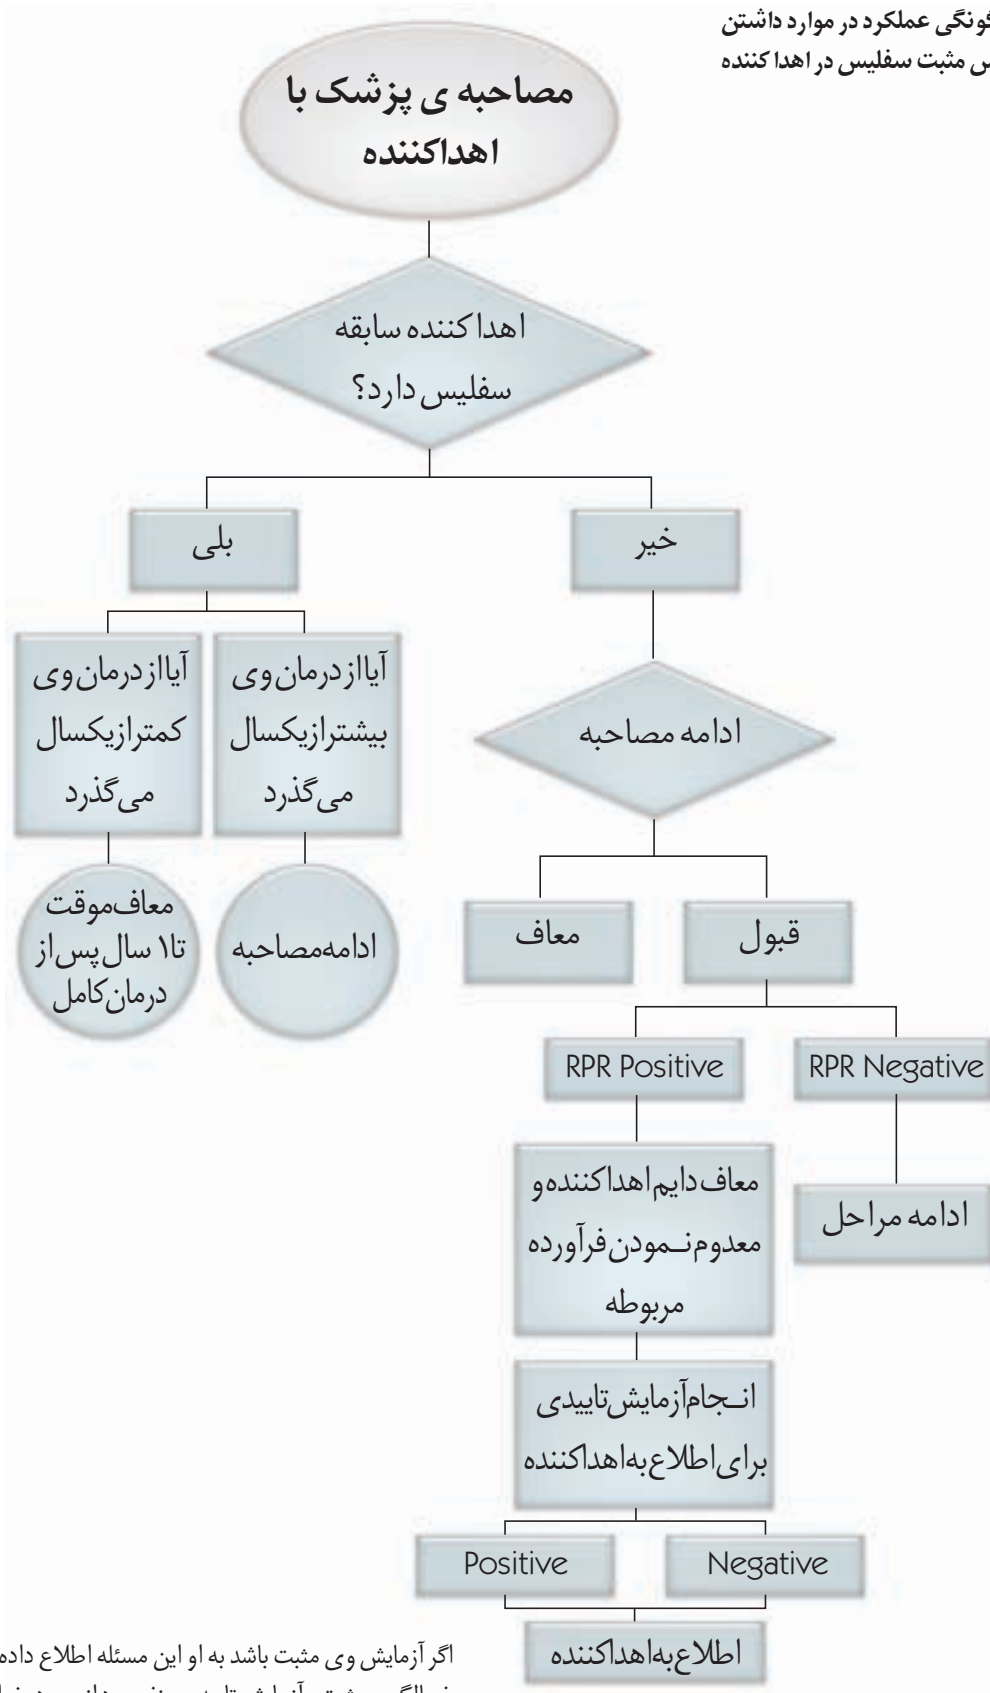 عملکرد در موارد داشتن
مثبت سفلیس در اهدا کننده
مصاحبه ی پزشک با
اهداکننده
اهدا کننده سابقه
سفلیس دارد؟
خیر
بلی
آیا از درمان وی
بیشتر از یکسال
می‌گذرد
آیا از درمان وی
کمتر از یکسال
می‌گذرد
ادامه مصاحبه
معاف موقت
تا ۱ سال پس از
درمان کامل
ادامه مصاحبه
قبول
معاف
RPR Positive
RPR Negative
معاف دایم اهداکننده و
معدوم نـمودن فرآورده
مربوطه
ادامه مراحل
انـجام آزمایش تاییدی
برای اطلاع به اهداکننده
Positive
Negative
اطلاع به اهداکننده
اگر آزمایش وی مثبت باشد به او این مسئله اطلاع داده